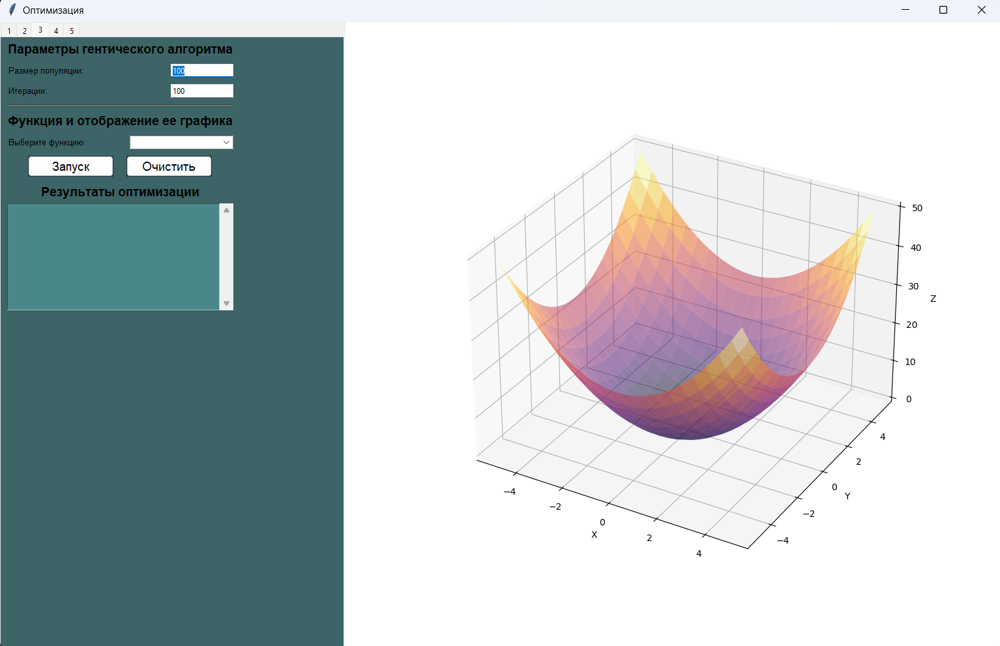 Оптимизация
1 2 3 4 5
Параметры гентического алгоритма
Размер популяции: 100
Итерации: 100
Функция и отображение ее графика
Выберите функцию:
Запуск Очистить
Результаты оптимизации
50
40
30
Z
20
10
0
4
2
0
Y
−2
−4
−4
−2
0
X
2
4